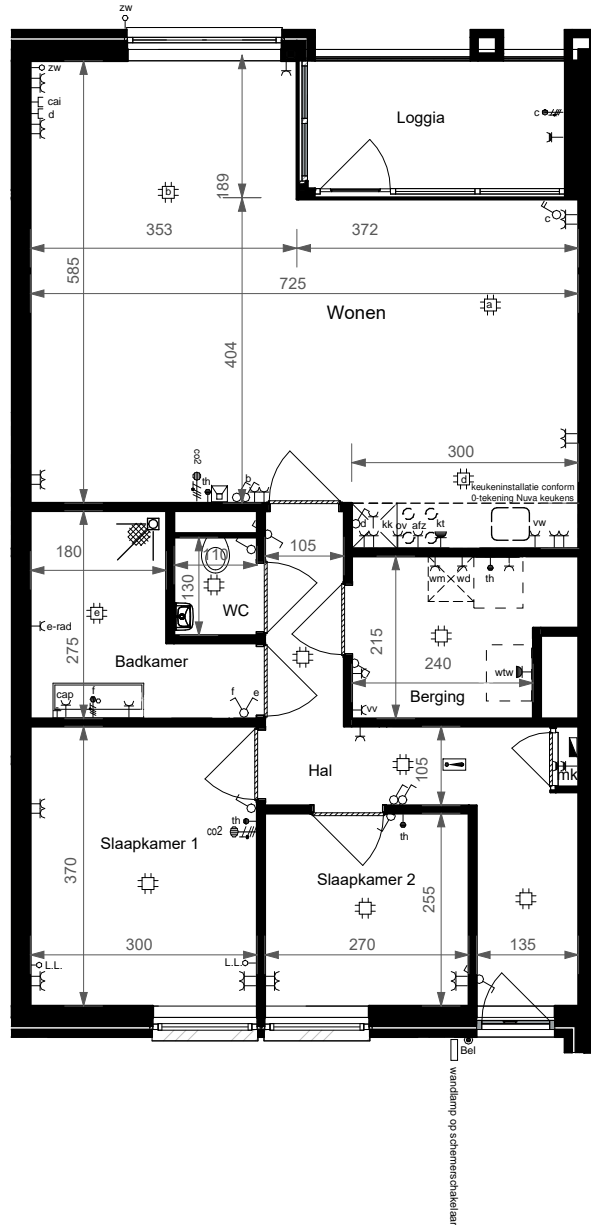 zw
zw
cai
d
Loggia
c
b
189
c
353
372
585
725
a
Wonen
404
300
co2
th
b
d
keukeninstallatie conform
0-tekening Nuva keukens
d
kk
ov
afz
kt
vw
180
110
105
130
WC
wm
wd
th
e
e-rad
275
Badkamer
215
240
wtw
Berging
cap
f
f
e
vv
Hal
105
mk
th
co2
th
Slaapkamer 1
Slaapkamer 2
370
255
300
270
135
L.L.
L.L.
Bel
wandlamp op schemerschakelaar